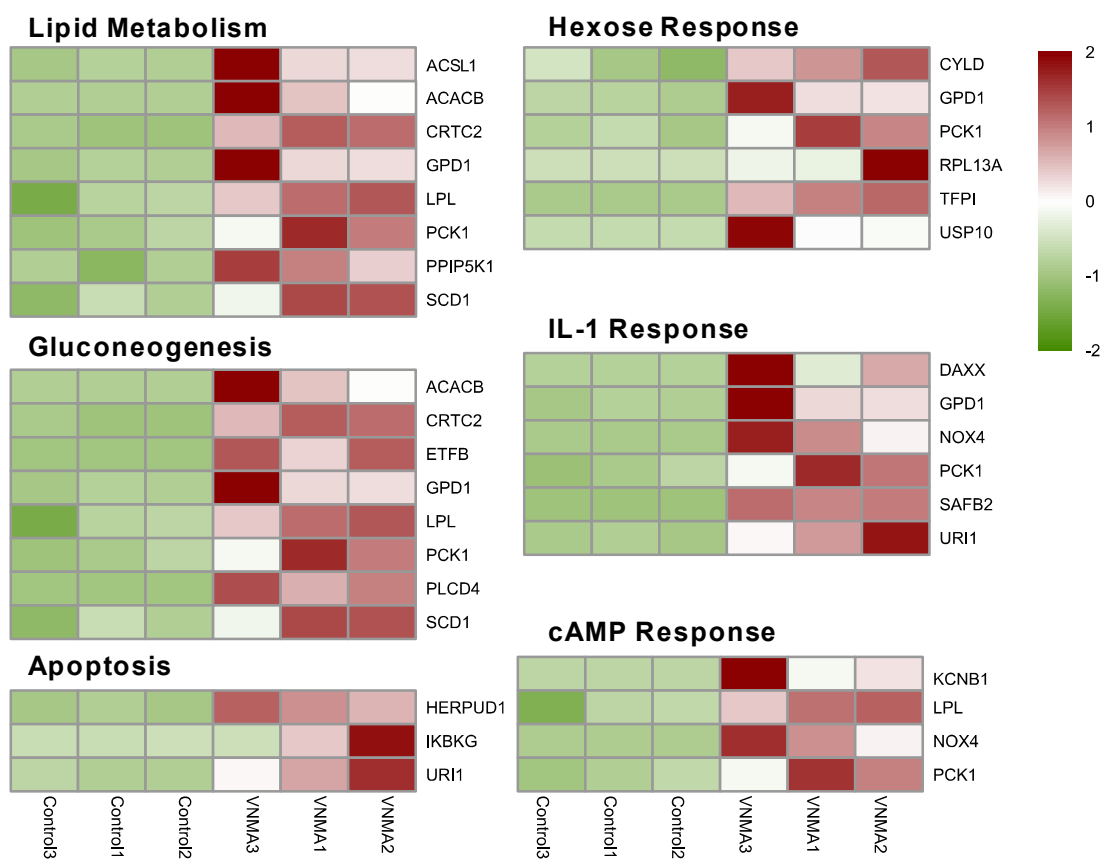 Lipid Metabolism
ACSL1
ACACB
CRTC2
GPD1
LPL
PCK1
PPIP5K1
SCD1
Gluconeogenesis
ACACB
CRTC2
ETFB
GPD1
LPL
PCK1
PLCD4
SCD1
Apoptosis
HERPUD1
IKBKG
URI1
Control3
Control1
Control2
VNMA3
VNMA1
VNMA2
Hexose Response
CYLD
GPD1
PCK1
RPL13A
TFPI
USP10
IL-1 Response
DAXX
GPD1
NOX4
PCK1
SAFB2
URI1
cAMP Response
KCNB1
LPL
NOX4
PCK1
Control3
Control1
Control2
VNMA3
VNMA1
VNMA2
2
1
0
-1
-2